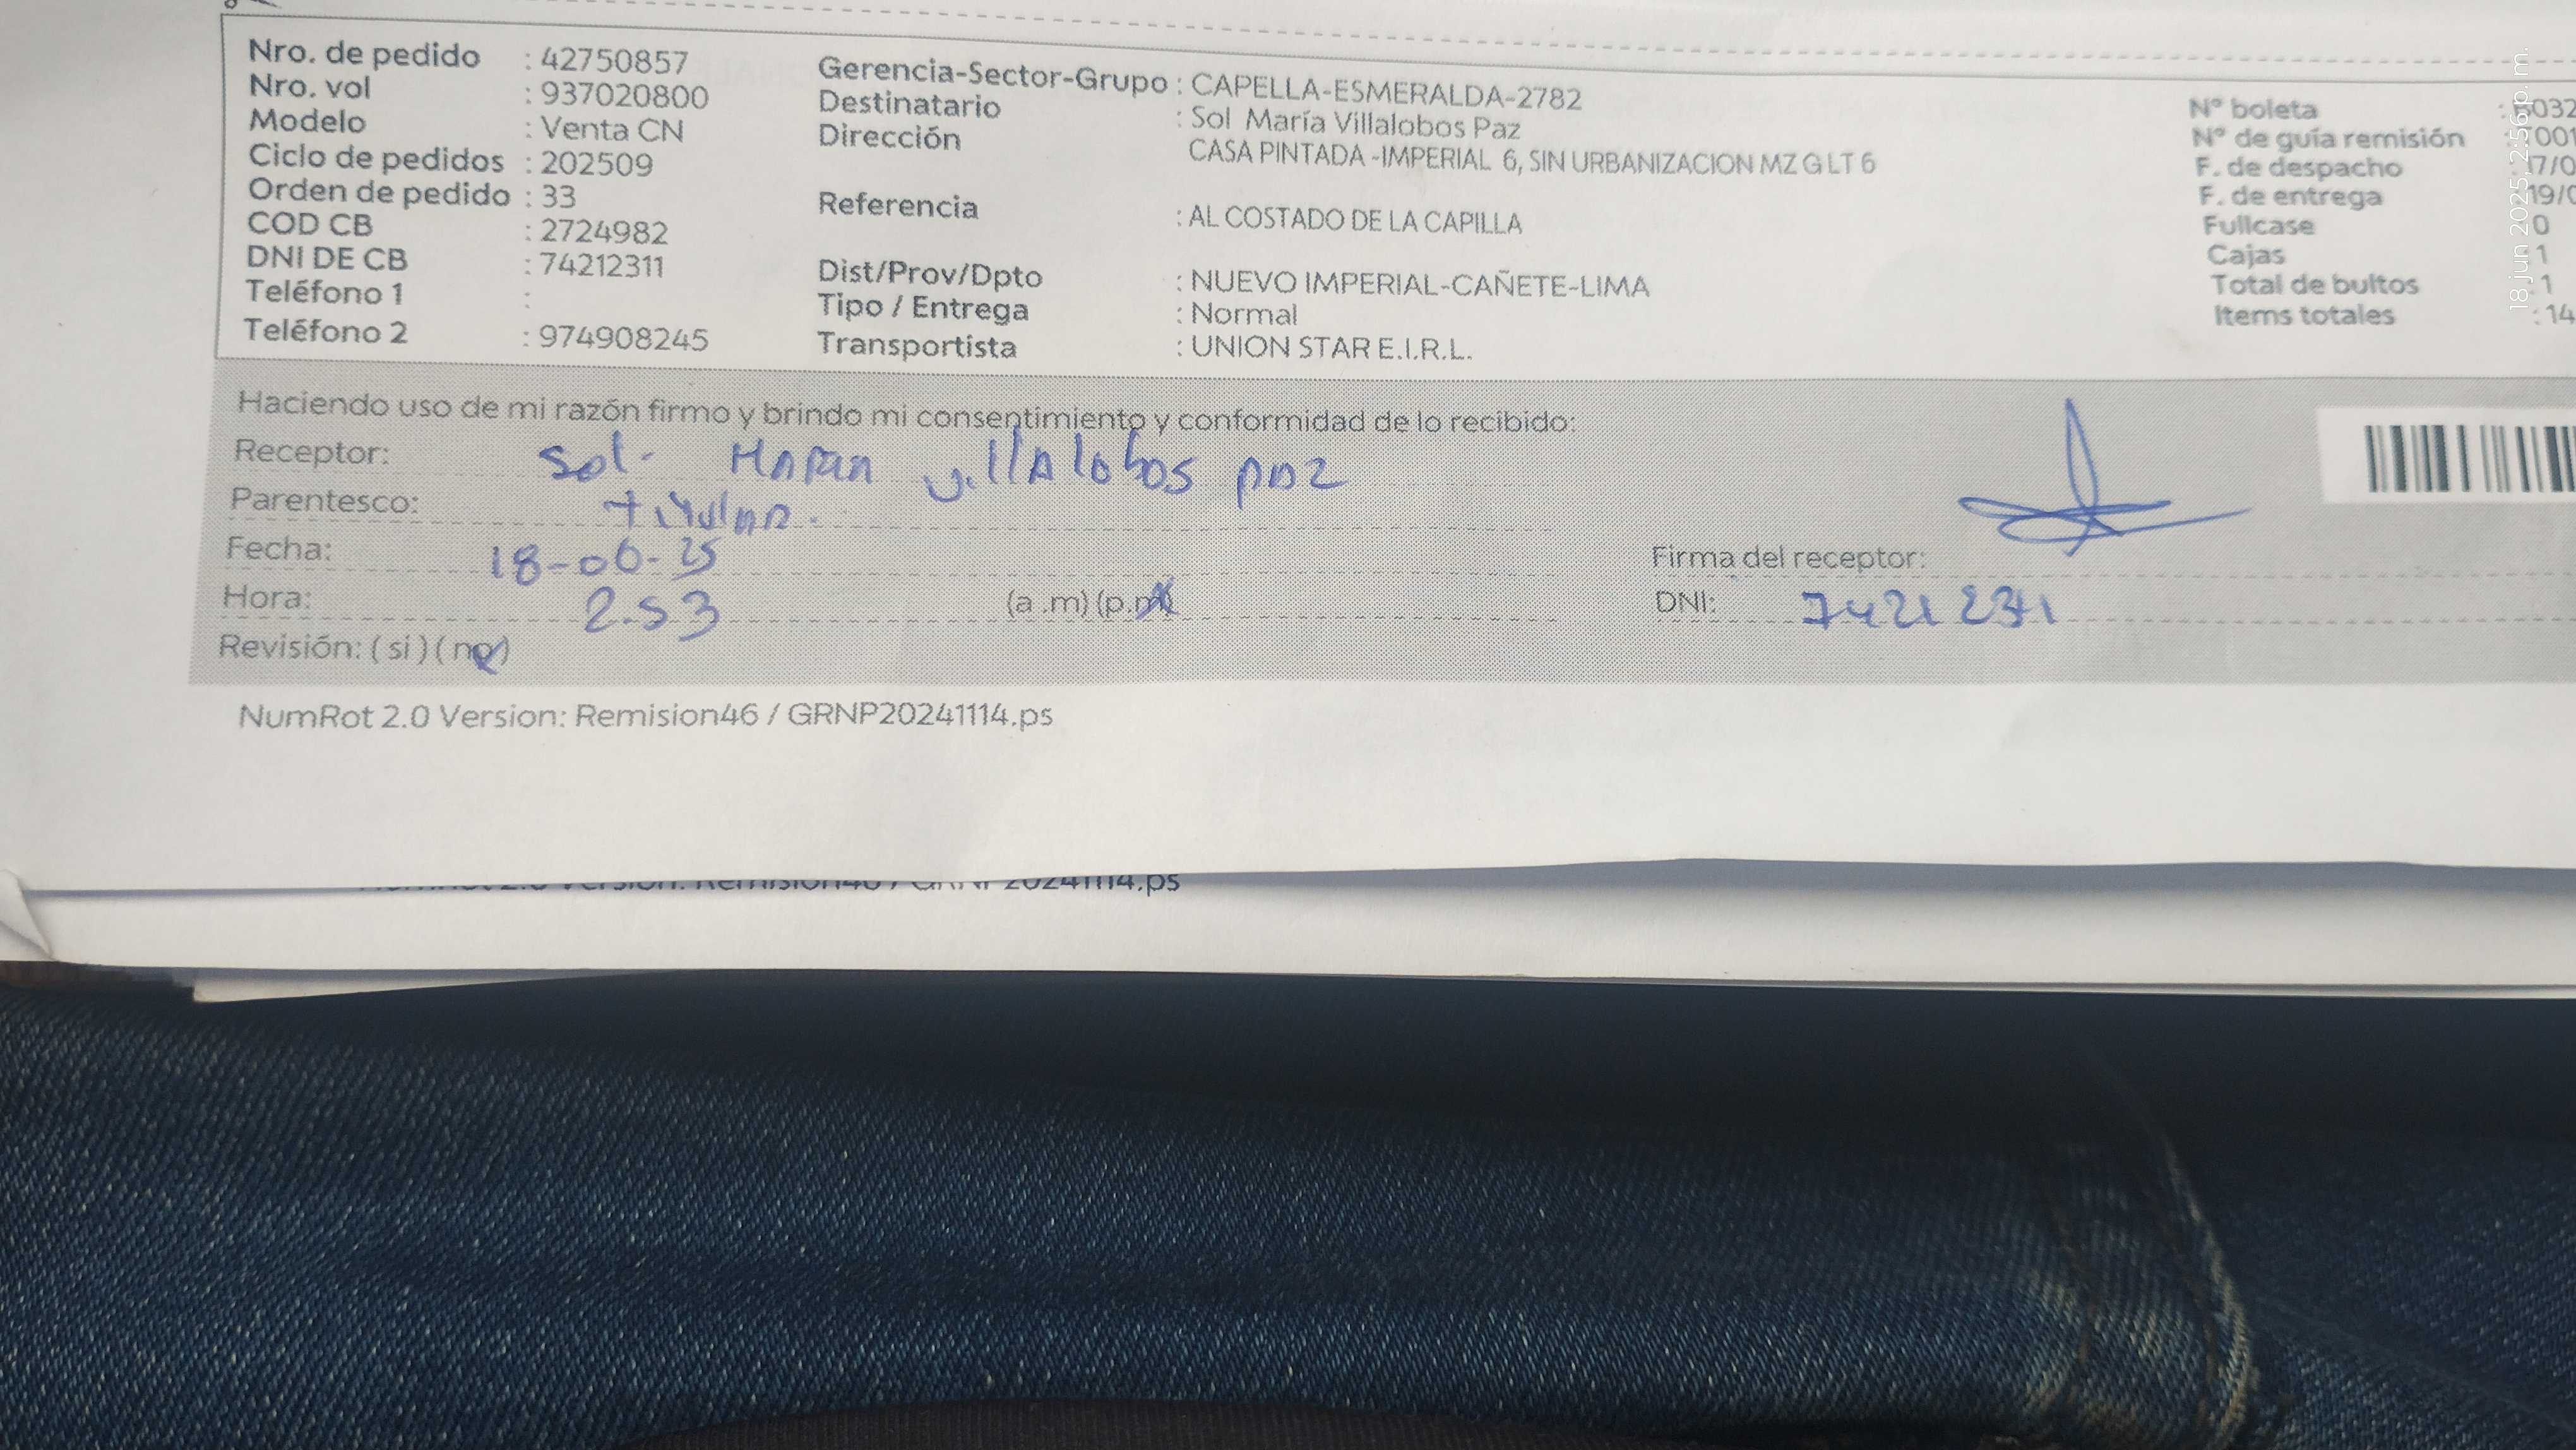 Nro. de pedido : 42750857
Nro. vol : 937020800
Modelo : Venta CN
Ciclo de pedidos : 202509
Orden de pedido : 33
COD CB : 2724982
DNI DE CB : 74212311
Teléfono 1 :
Teléfono 2 : 974908245
Gerencia-Sector-Grupo : CAPELLA-ESMERALDA-2782
Destinatario : Sol María Villalobos Paz
Dirección CASA PINTADA -IMPERIAL 6, SIN URBANIZACION MZ G LT 6
Referencia : AL COSTADO DE LA CAPILLA
Dist/Prov/Dpto : NUEVO IMPERIAL-CAÑETE-LIMA
Tipo / Entrega : Normal
Transportista : UNION STAR E.I.R.L.
N° boleta
N° de guía remisión
F. de despacho
F. de entrega
Fullcase 0
Cajas : 1
Total de bultos : 1
Items totales : 14
18 jun 2025, 2:56 p. m.
Haciendo uso de mi razón firmo y brindo mi consentimiento y conformidad de lo recibido:
Receptor: Sol. villalobos paz
Parentesco: titular.
Fecha: 18-06-25
Hora: 2.53 (a .m) (p.m)
Revisión: ( si ) ( no )
Firma del receptor:
DNI:
NumRot 2.0 Version: Remision46 / GRNP20241114.ps